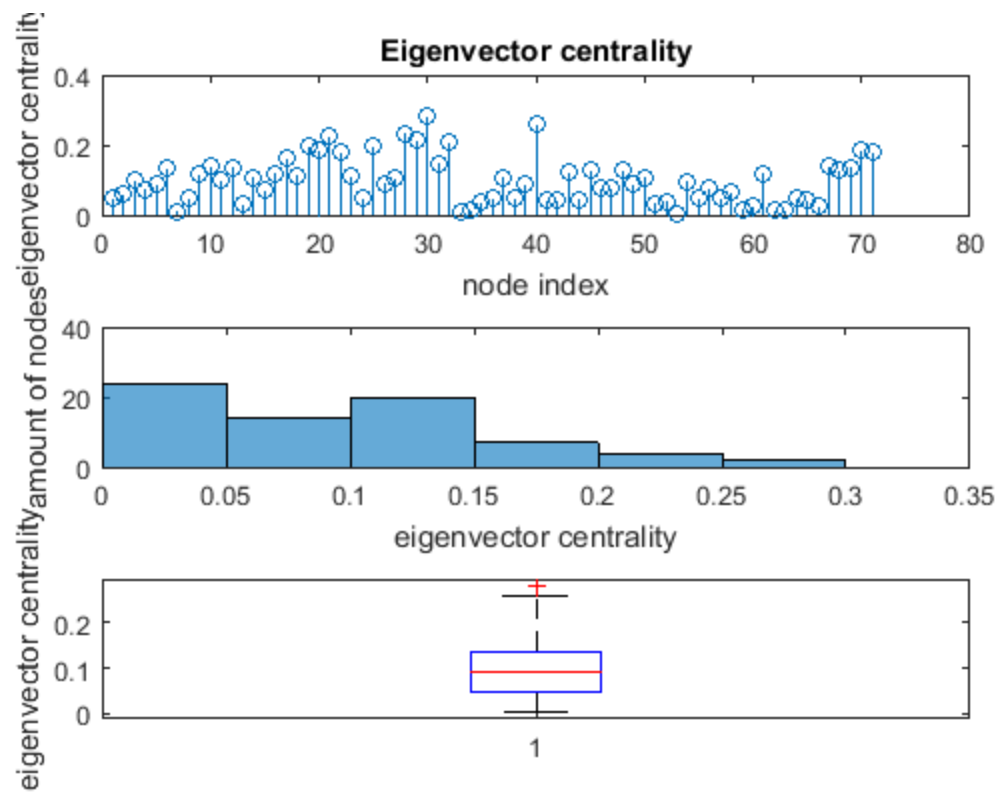 Eigenvector centrality
eigenvector centrality
0.4
0.2
0
0 10 20 30 40 50 60 70 80
node index
amount of nodes
40
20
0
0 0.05 0.1 0.15 0.2 0.25 0.3 0.35
eigenvector centrality
eigenvector centrality
0.2
0.1
0
1